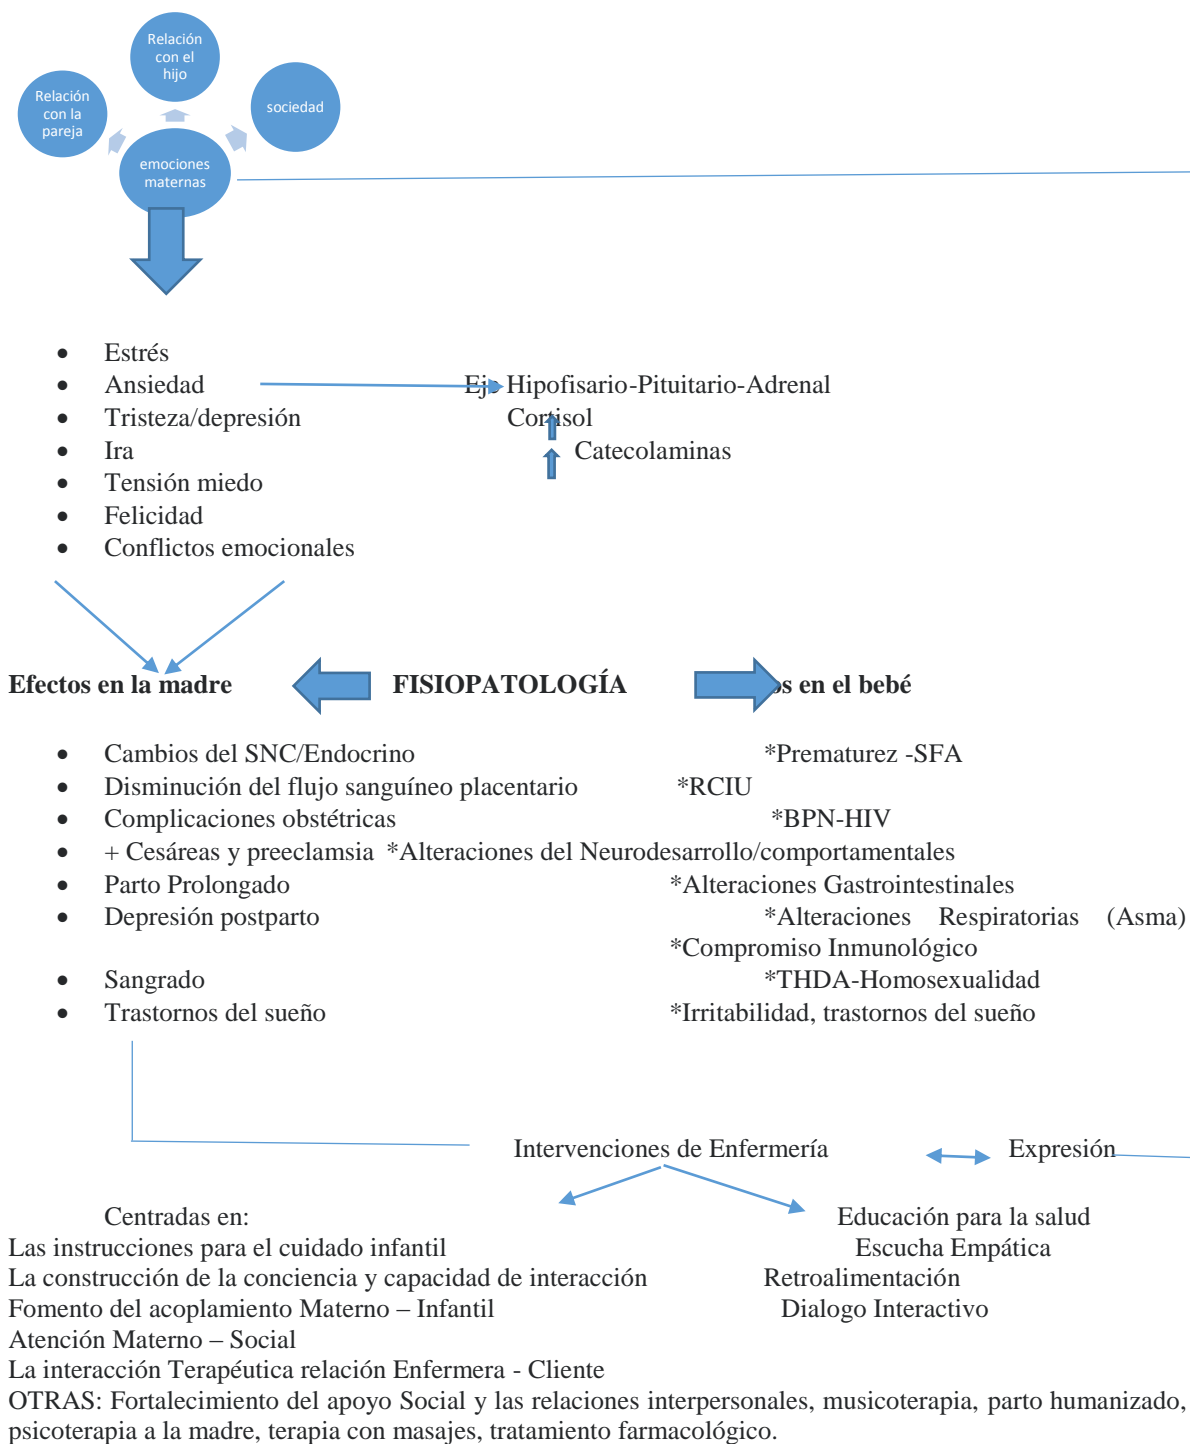 Relación
con el
hijo
Relación
con la
pareja
sociedad
emociones
maternas
• Estrés
• Ansiedad Eje Hipofisario-Pituitario-Adrenal
• Tristeza/depresión Cortisol
• Ira Catecolaminas
• Tensión miedo
• Felicidad
• Conflictos emocionales
Efectos en la madre FISIOPATOLOGÍA os en el bebé
• Cambios del SNC/Endocrino *Prematurez -SFA
• Disminución del flujo sanguíneo placentario *RCIU
• Complicaciones obstétricas *BPN-HIV
• + Cesáreas y preeclamsia *Alteraciones del Neurodesarrollo/comportamentales
• Parto Prolongado *Alteraciones Gastrointestinales
• Depresión postparto *Alteraciones Respiratorias (Asma)
*Compromiso Inmunológico
• Sangrado *THDA-Homosexualidad
• Trastornos del sueño *Irritabilidad, trastornos del sueño
Intervenciones de Enfermería Expresión
Centradas en: Educación para la salud
Las instrucciones para el cuidado infantil Escucha Empática
La construcción de la conciencia y capacidad de interacción Retroalimentación
Fomento del acoplamiento Materno – Infantil Dialogo Interactivo
Atención Materno – Social
La interacción Terapéutica relación Enfermera - Cliente
OTRAS: Fortalecimiento del apoyo Social y las relaciones interpersonales, musicoterapia, parto humanizado,
psicoterapia a la madre, terapia con masajes, tratamiento farmacológico.